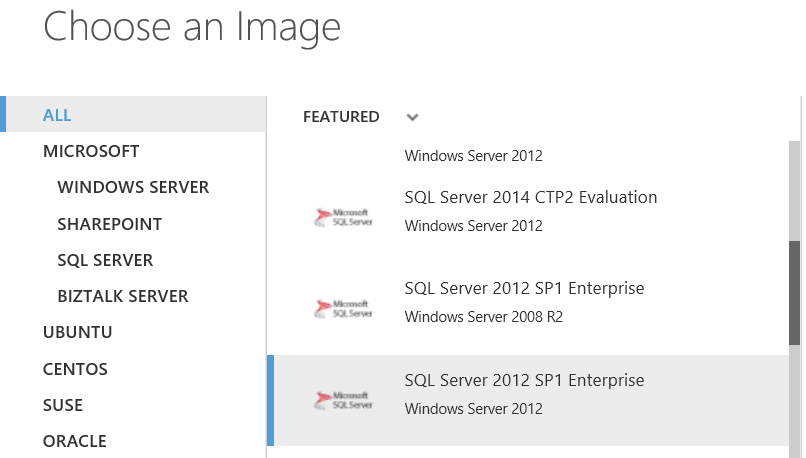 Choose an Image
ALL
MICROSOFT
WINDOWS SERVER
SHAREPOINT
SQL SERVER
BIZTALK SERVER
UBUNTU
CENTOS
SUSE
ORACLE
FEATURED
Windows Server 2012
Microsoft
SQL Server
SQL Server 2014 CTP2 Evaluation
Windows Server 2012
Microsoft
SQL Server
SQL Server 2012 SP1 Enterprise
Windows Server 2008 R2
Microsoft
SQL Server
SQL Server 2012 SP1 Enterprise
Windows Server 2012